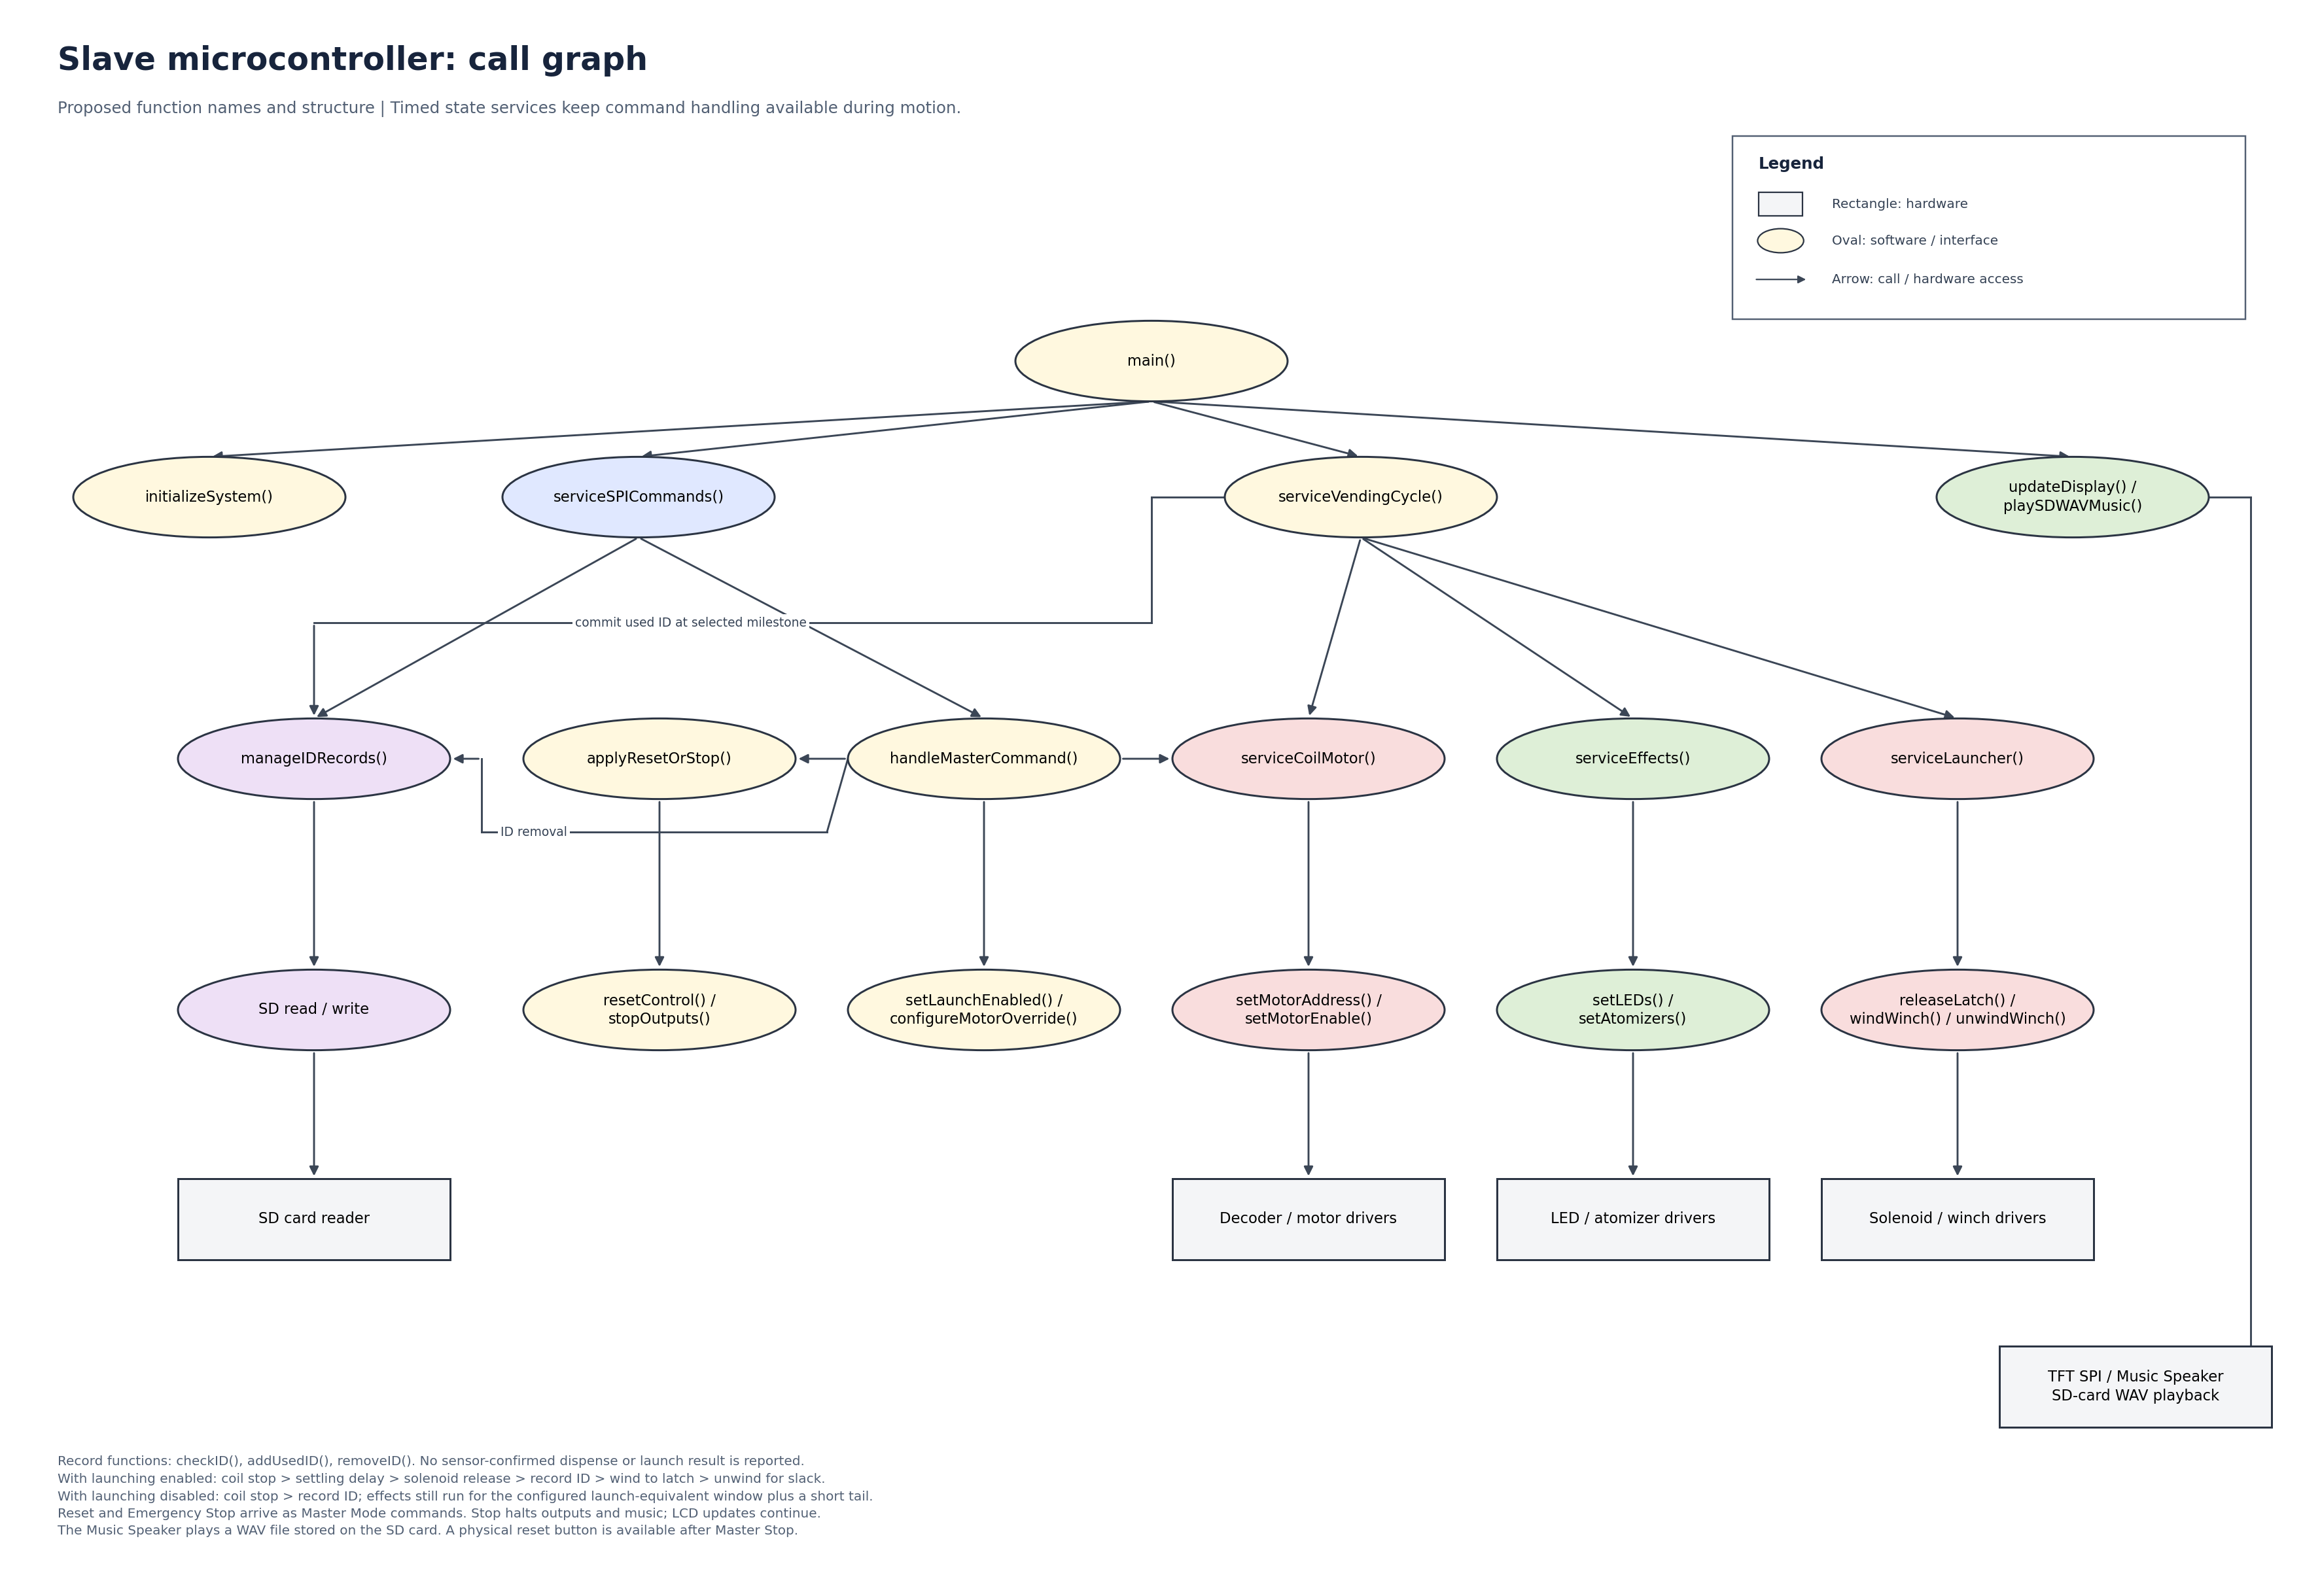 Slave microcontroller: call graph
Proposed function names and structure | Timed state services keep command handling available during motion.
Legend
Rectangle: hardware
Oval: software / interface
Arrow: call / hardware access
main()
initializeSystem()
serviceSPICommands()
serviceVendingCycle()
updateDisplay() /
playSDWAVMusic()
commit used ID at selected milestone
manageIDRecords()
applyResetOrStop()
handleMasterCommand()
serviceCoilMotor()
serviceEffects()
serviceLauncher()
ID removal
SD read / write
resetControl() /
stopOutputs()
setLaunchEnabled() /
configureMotorOverride()
setMotorAddress() /
setMotorEnable()
setLEDs() /
setAtomizers()
releaseLatch() /
windWinch() / unwindWinch()
SD card reader
Decoder / motor drivers
LED / atomizer drivers
Solenoid / winch drivers
TFT SPI / Music Speaker
SD-card WAV playback
Record functions: checkID(), addUsedID(), removeID(). No sensor-confirmed dispense or launch result is reported.
With launching enabled: coil stop > settling delay > solenoid release > record ID > wind to latch > unwind for slack.
With launching disabled: coil stop > record ID; effects still run for the configured launch-equivalent window plus a short tail.
Reset and Emergency Stop arrive as Master Mode commands. Stop halts outputs and music; LCD updates continue.
The Music Speaker plays a WAV file stored on the SD card. A physical reset button is available after Master Stop.